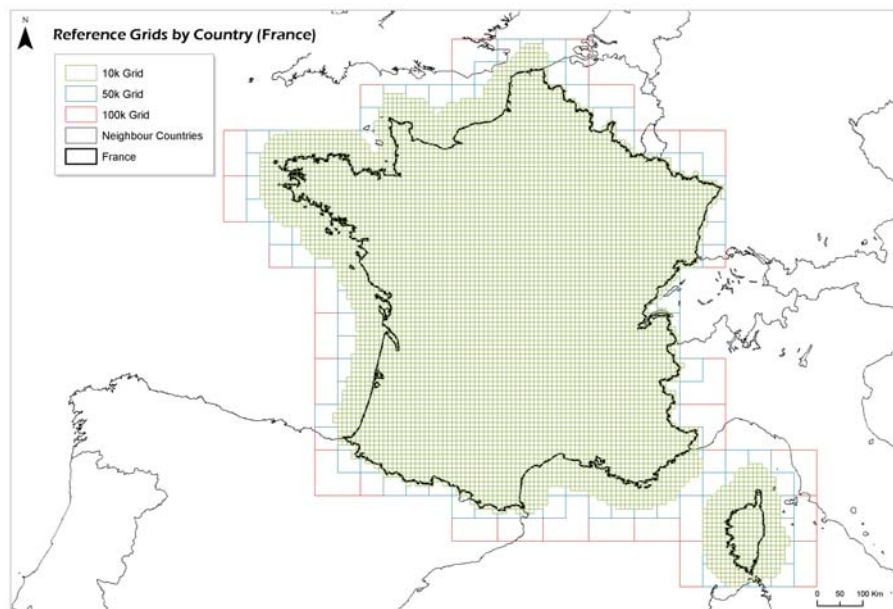 N
Reference Grids by Country (France)
10k Grid
50k Grid
100k Grid
Neighbour Countries
France
0 50 100 Km